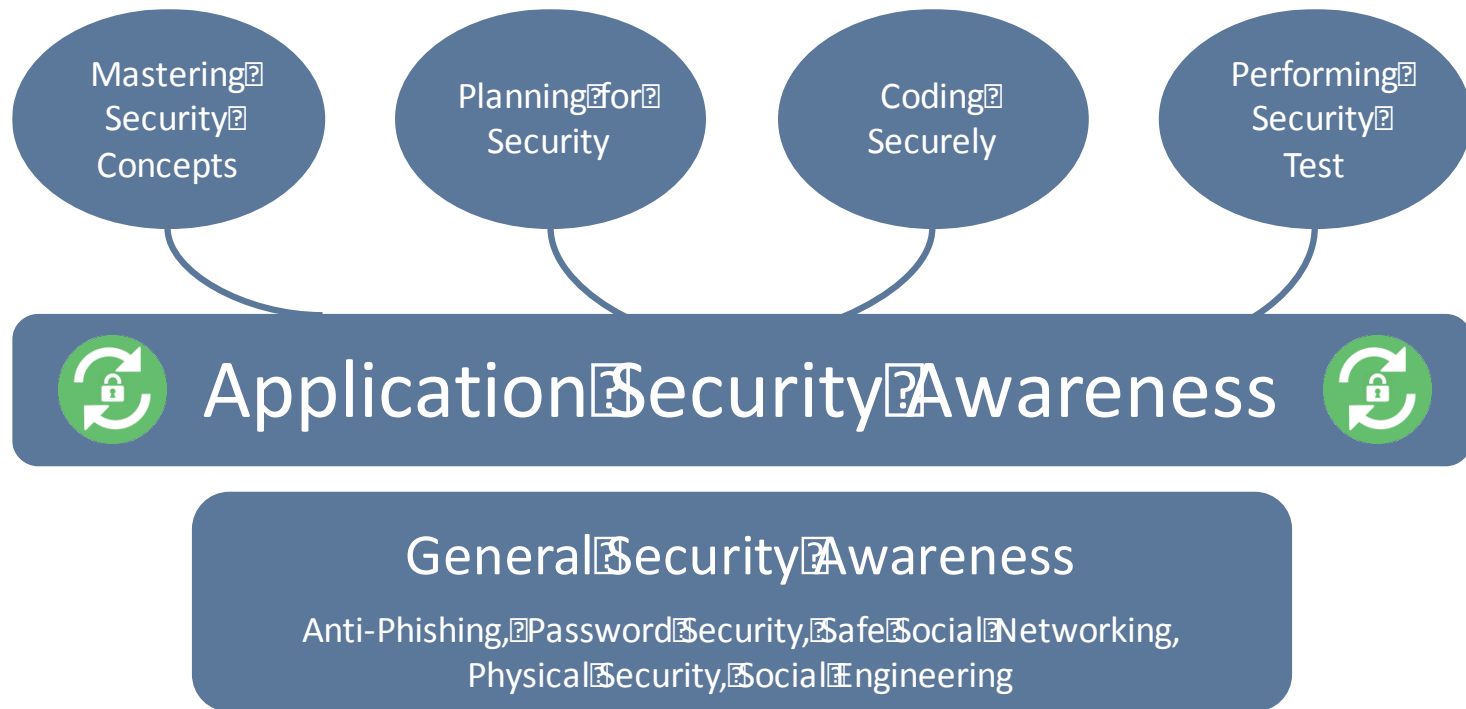 Mastering
Security
Concepts
Planning for
Security
Coding
Securely
Performing
Security
Test
Application Security Awareness
General Security Awareness
Anti-Phishing, Password Security, Safe Social Networking,
Physical Security, Social Engineering